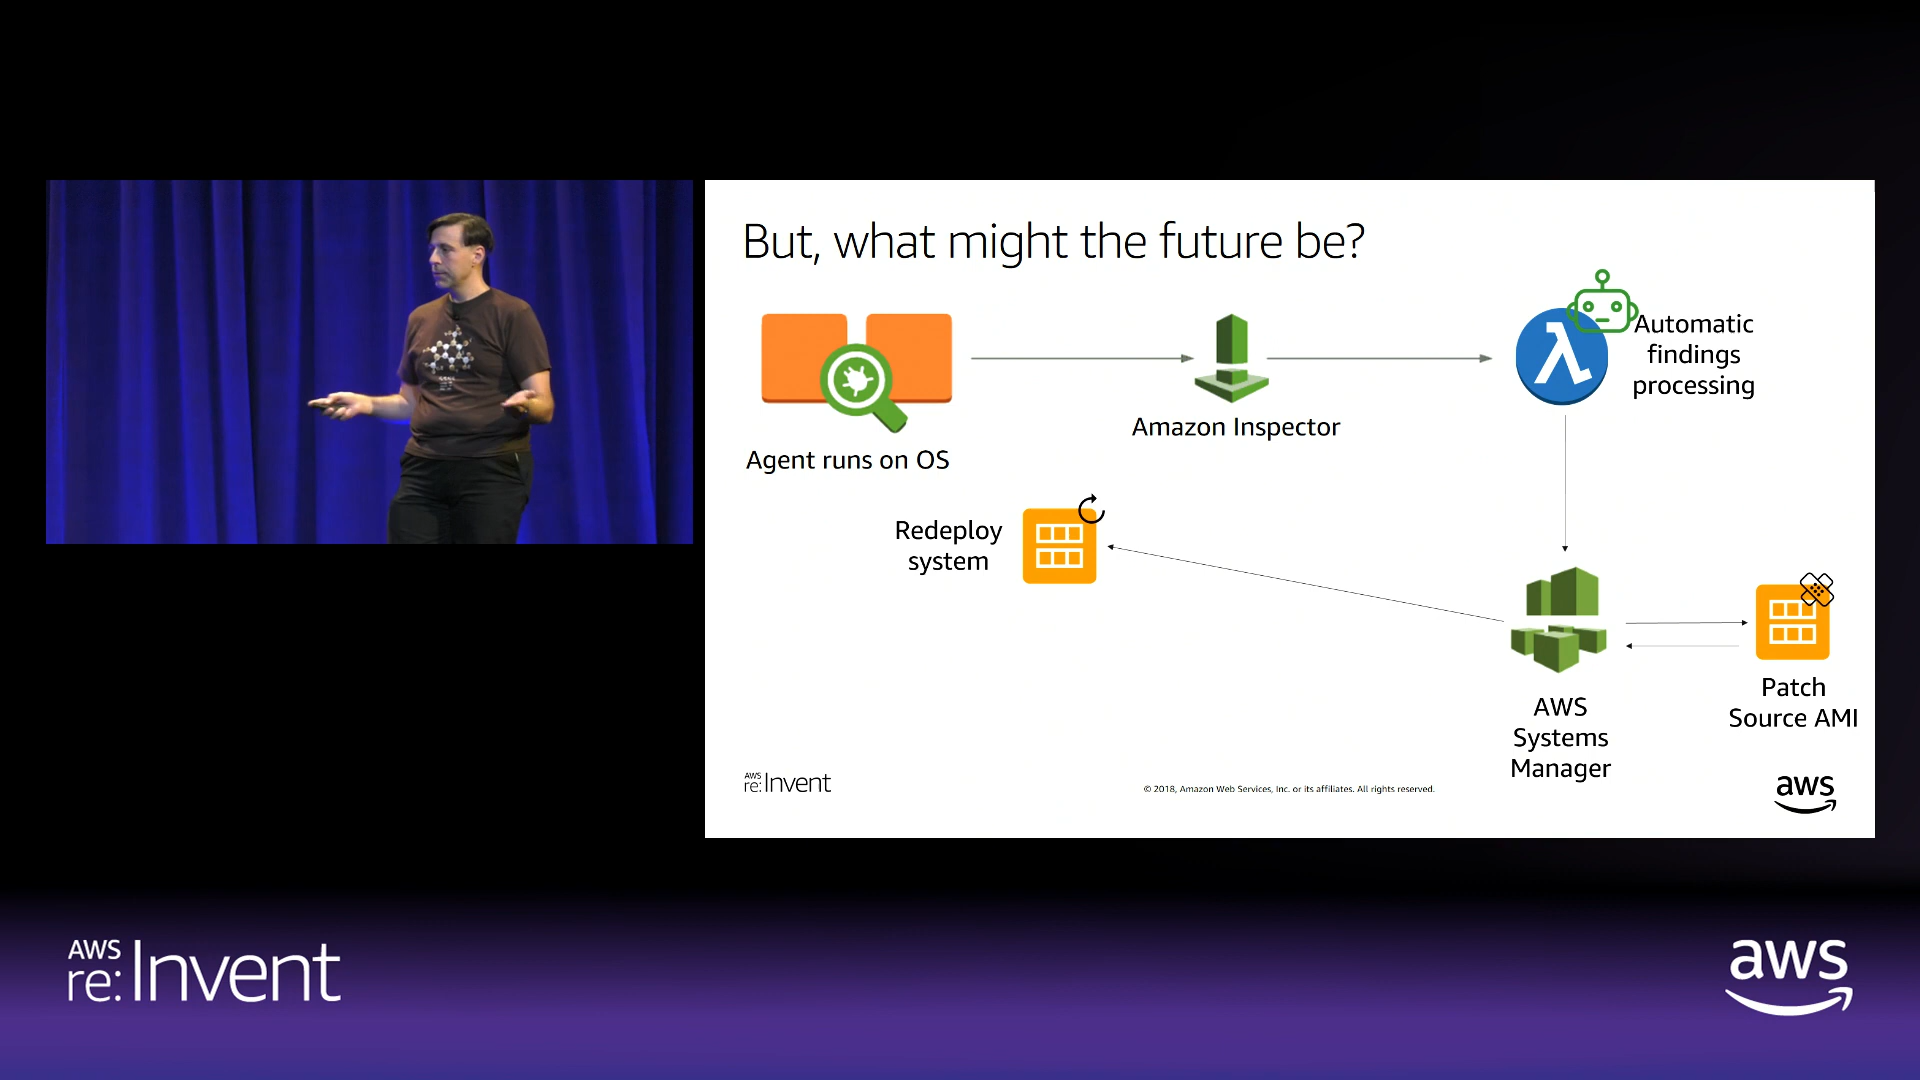 But, what might the future be?
Automatic
findings
processing
Amazon Inspector
Agent runs on OS
Redeploy
system
AWS
Systems
Manager
Patch
Source AMI
AWS
re:Invent
© 2018, Amazon Web Services, Inc. or its affiliates. All rights reserved.
aws
AWS
re:Invent
aws